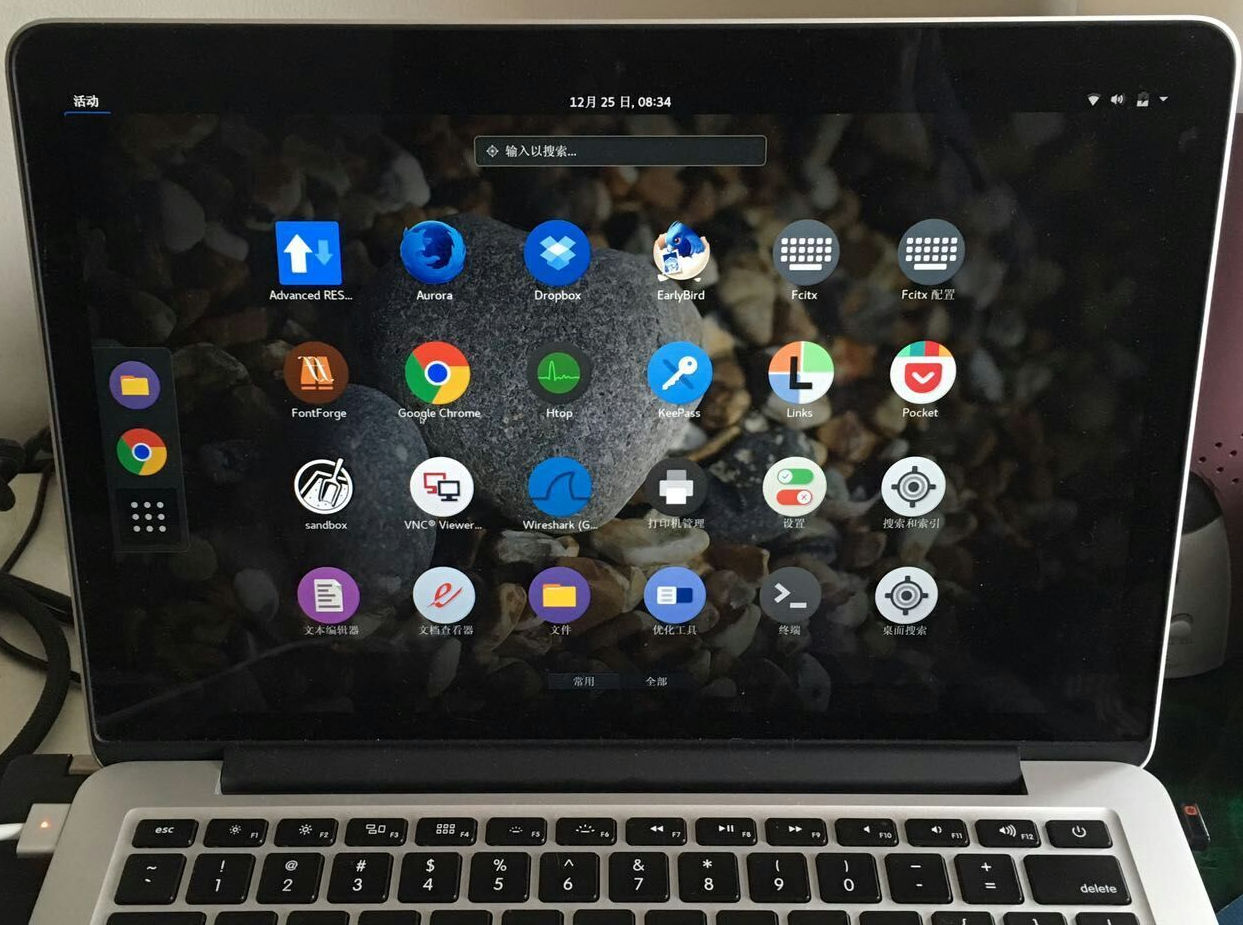 活动
12月 25 日, 08:34
输入以搜索...
Advanced RES...
Aurora
Dropbox
EarlyBird
Fcitx
Fcitx 配置
FontForge
Google Chrome
Htop
KeePass
Links
Pocket
sandbox
VNC® Viewer...
Wireshark (G...
打印机管理
设置
搜索和索引
文本编辑器
文档查看器
文件
优化工具
终端
桌面搜索
常用
全部
esc
F1
F2
F3
F4
F5
F6
F7
F8
F9
F10
F11
F12
~ `
! 1
@ 2
# 3
$ 4
% 5
^ 6
& 7
* 8
( 9
) 0
- -
+ =
delete